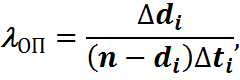 λОП = Δdi / (n − di)Δti,